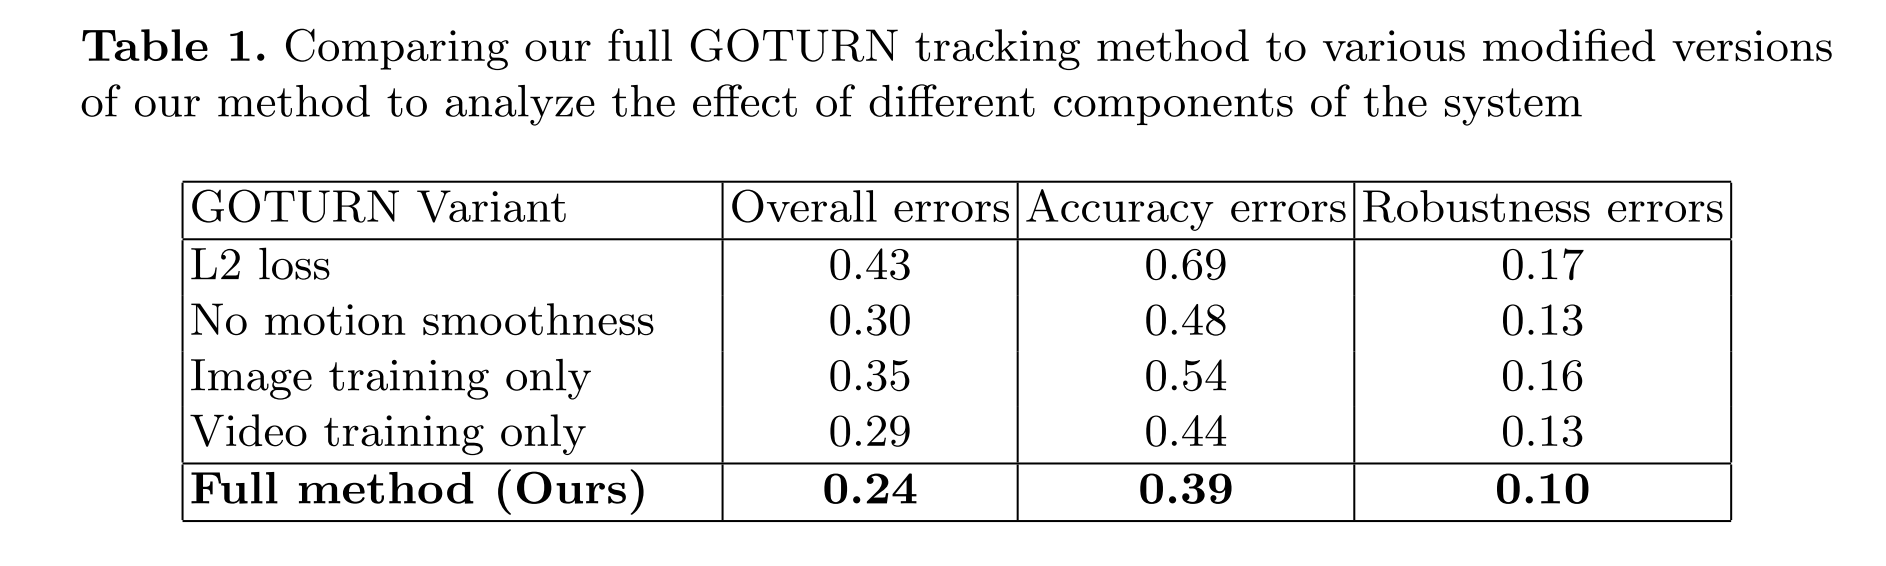 Table 1. Comparing our full GOTURN tracking method to various modified versions
of our method to analyze the effect of different components of the system
GOTURN Variant Overall errors Accuracy errors Robustness errors
L2 loss 0.43 0.69 0.17
No motion smoothness 0.30 0.48 0.13
Image training only 0.35 0.54 0.16
Video training only 0.29 0.44 0.13
Full method (Ours) 0.24 0.39 0.10